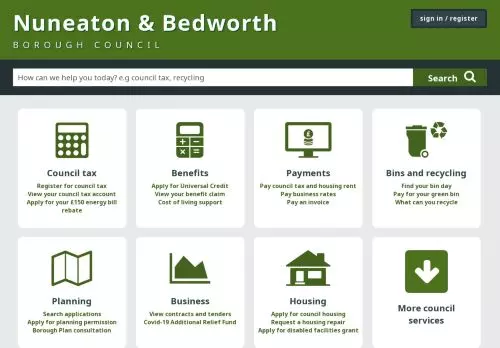 Nuneaton & Bedworth
BOROUGH COUNCIL
sign in / register
How can we help you today? e.g council tax, recycling
Search
Council tax
Register for council tax
View your council tax account
Apply for your £150 energy bill
rebate
Benefits
Apply for Universal Credit
View your benefit claim
Cost of living support
Payments
Pay council tax and housing rent
Pay business rates
Pay an invoice
Bins and recycling
Find your bin day
Pay for your green bin
What can you recycle
Planning
Search applications
Apply for planning permission
Borough Plan consultation
Business
View contracts and tenders
Covid-19 Additional Relief Fund
Housing
Apply for council housing
Request a housing repair
Apply for disabled facilities grant
More council
services